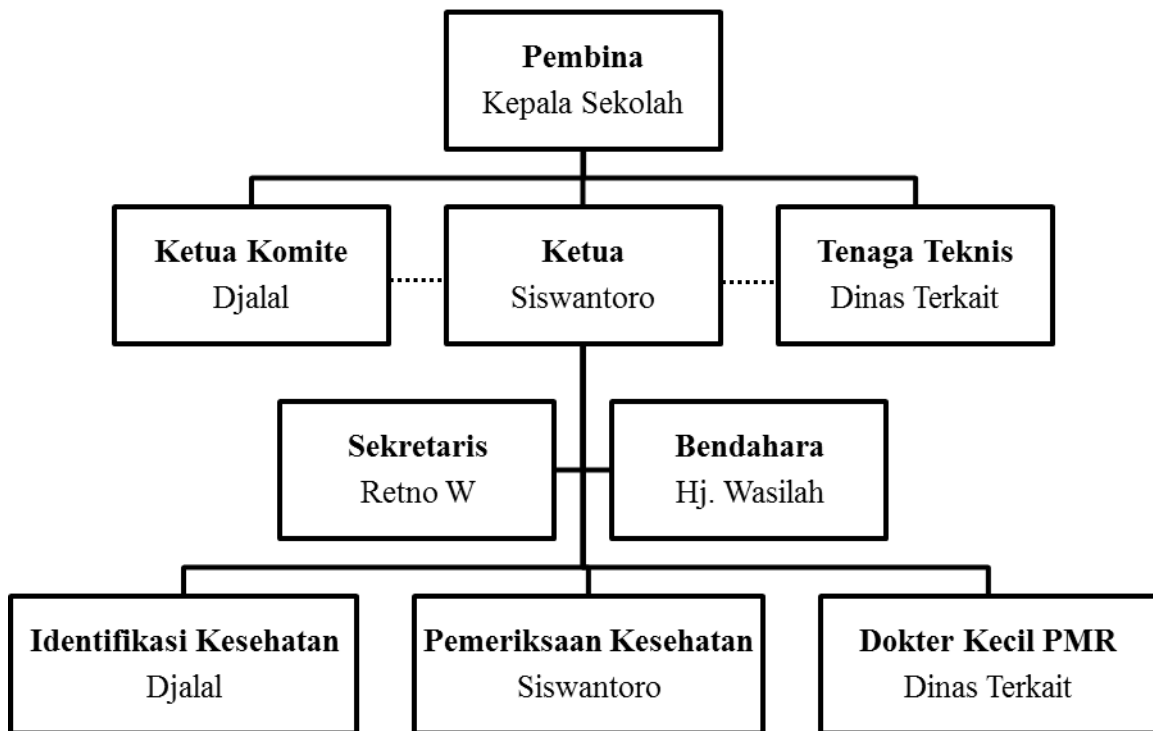 Pembina
Kepala Sekolah
Ketua Komite
Djalal
Ketua
Siswantoro
Tenaga Teknis
Dinas Terkait
Sekretaris
Retno W
Bendahara
Hj. Wasilah
Identifikasi Kesehatan
Djalal
Pemeriksaan Kesehatan
Siswantoro
Dokter Kecil PMR
Dinas Terkait